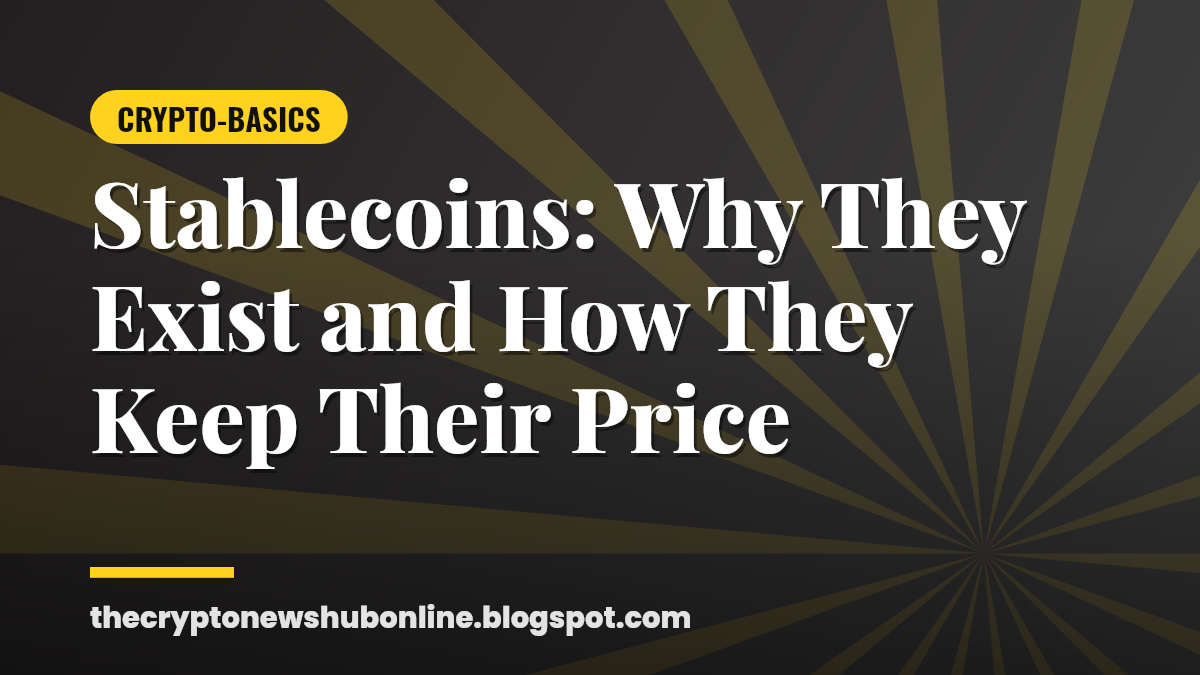 CRYPTO-BASICS
Stablecoins: Why They
Exist and How They
Keep Their Price
thecryptonewshubonline.blogspot.com